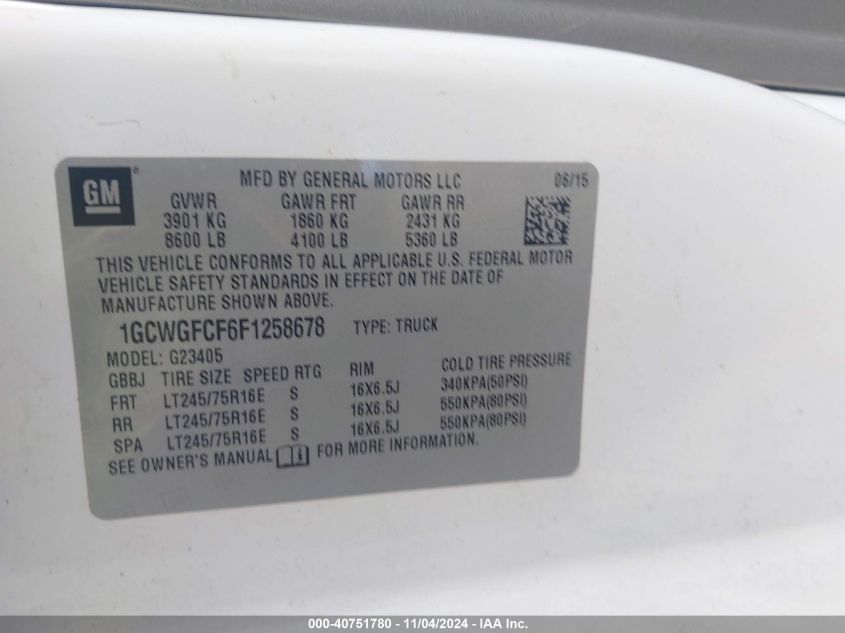 GM
®
MFD BY GENERAL MOTORS LLC 06/15
GVWR GAWR FRT GAWR RR
3901 KG 1860 KG 2431 KG
8600 LB 4100 LB 5360 LB
THIS VEHICLE CONFORMS TO ALL APPLICABLE U.S. FEDERAL MOTOR
VEHICLE SAFETY STANDARDS IN EFFECT ON THE DATE OF
MANUFACTURE SHOWN ABOVE.
1GCWGFCF6F1258678 TYPE: TRUCK
MODEL: G23405
GBBJ TIRE SIZE SPEED RTG RIM COLD TIRE PRESSURE
FRT LT245/75R16E S 16X6.5J 340KPA(50PSI)
RR LT245/75R16E S 16X6.5J 550KPA(80PSI)
SPA LT245/75R16E S 16X6.5J 550KPA(80PSI)
SEE OWNER'S MANUAL FOR MORE INFORMATION.
000-40751780 - 11/04/2024 - IAA Inc.